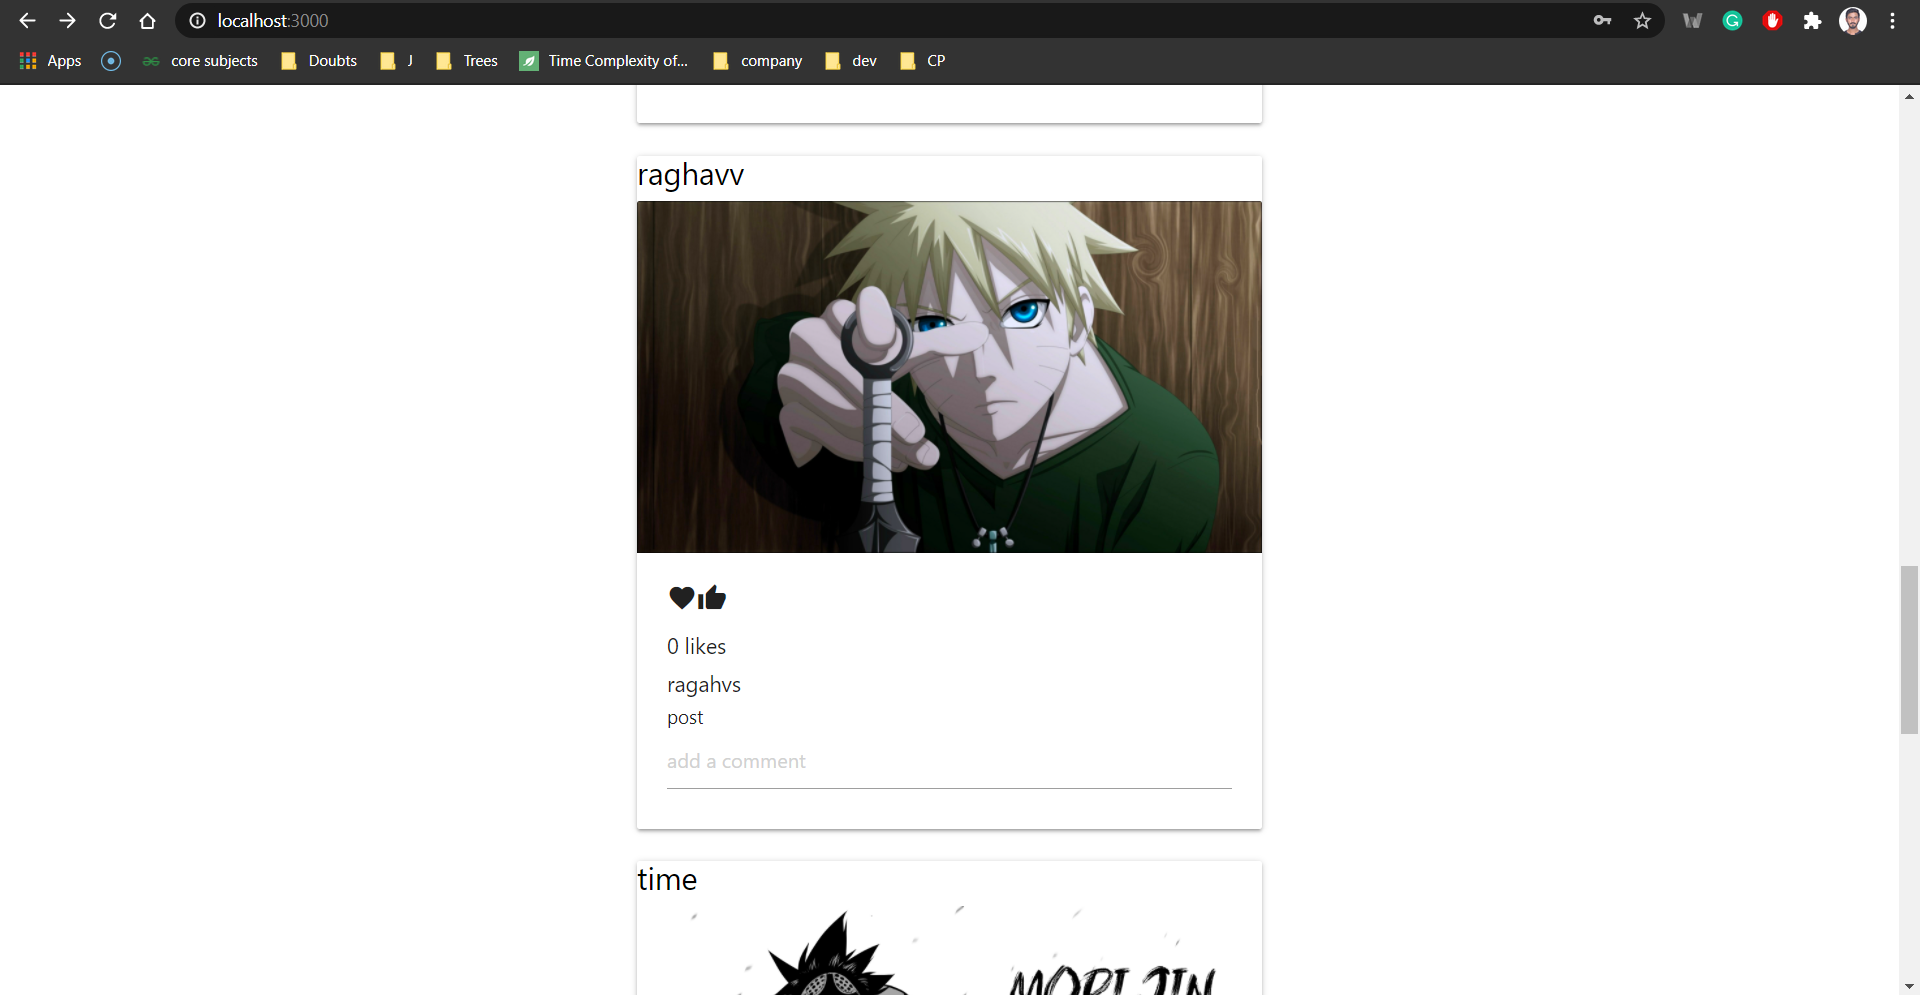 localhost:3000
Apps core subjects Doubts J Trees Time Complexity of... company dev CP
raghavv
0 likes
ragahvs
post
add a comment
time